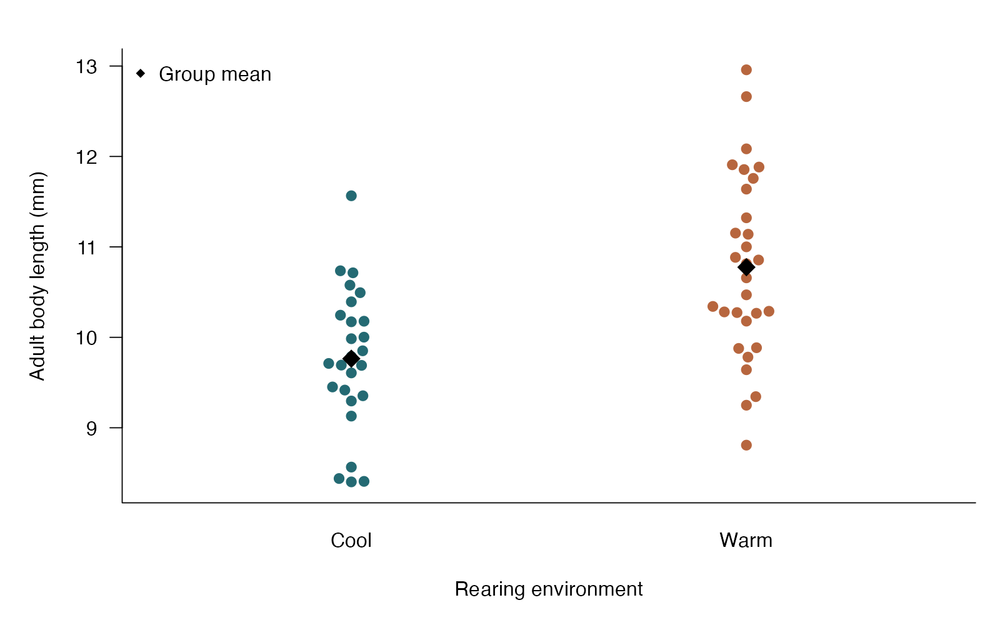 Group mean
13
12
11
10
9
Adult body length (mm)
Cool
Warm
Rearing environment